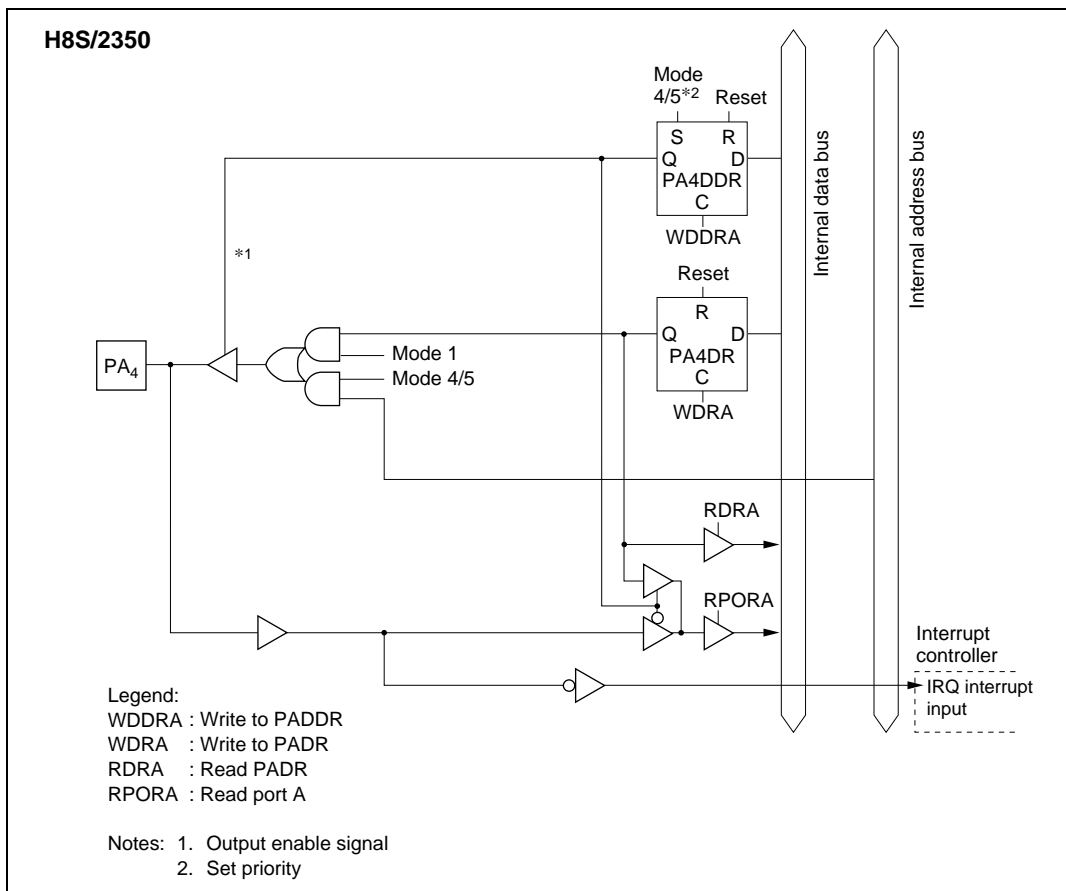 H8S/2350
Mode
4/5*2 Reset
S R
Q D
PA4DDR
C
WDDRA
Internal data bus
Internal address bus
*1
Reset
R
Q D
PA4DR
C
WDRA
PA4
Mode 1
Mode 4/5
RDRA
RPORA
Interrupt
controller
IRQ interrupt
input
Legend:
WDDRA : Write to PADDR
WDRA : Write to PADR
RDRA : Read PADR
RPORA : Read port A
Notes: 1. Output enable signal
2. Set priority